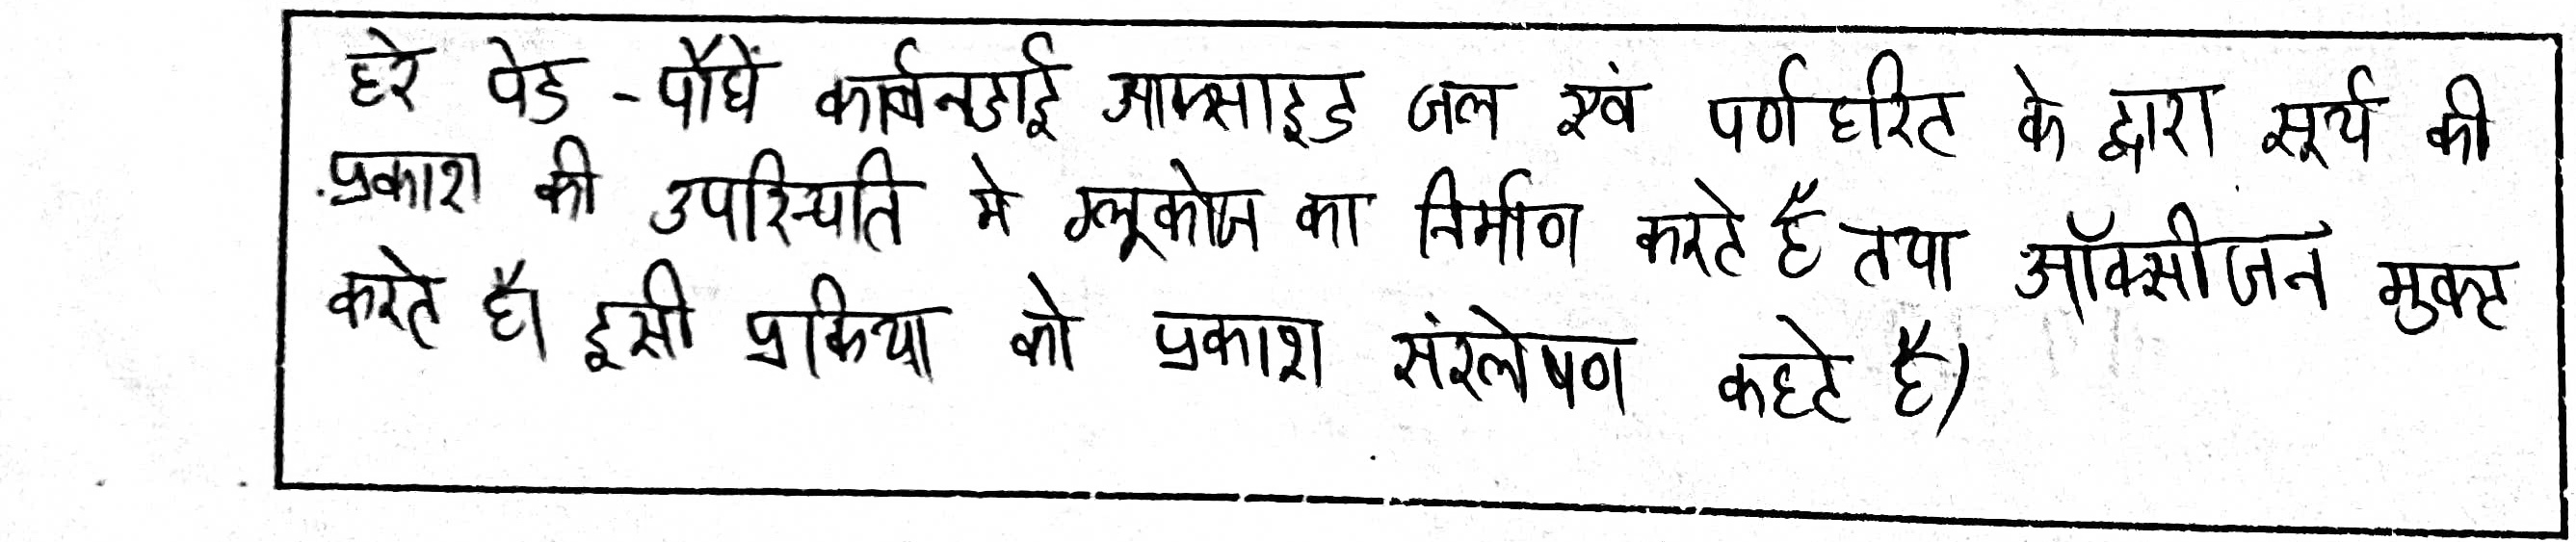 हरे पेड - पौधें कार्बनडाई आक्साइड जल एवं पर्ण हरित के द्वारा सूर्य की
प्रकाश की उपस्थिति मे ग्लूकोज का निर्माण करते है तथा ऑक्सीजन मुक्त
करते है। इसी प्रकिया को प्रकाश संश्लेषण कहते है।